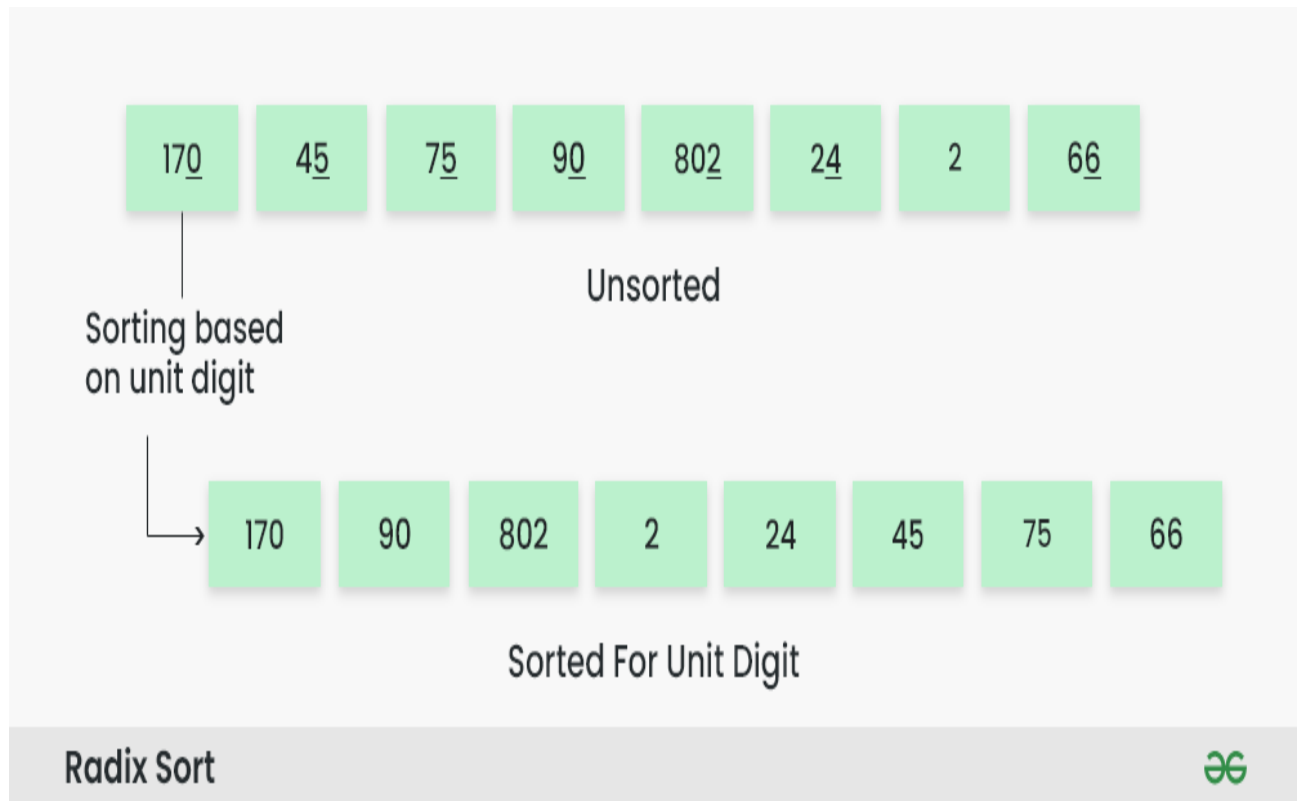 170 45 75 90 802 24 2 66
Unsorted
Sorting based
on unit digit
170 90 802 2 24 45 75 66
Sorted For Unit Digit
Radix Sort